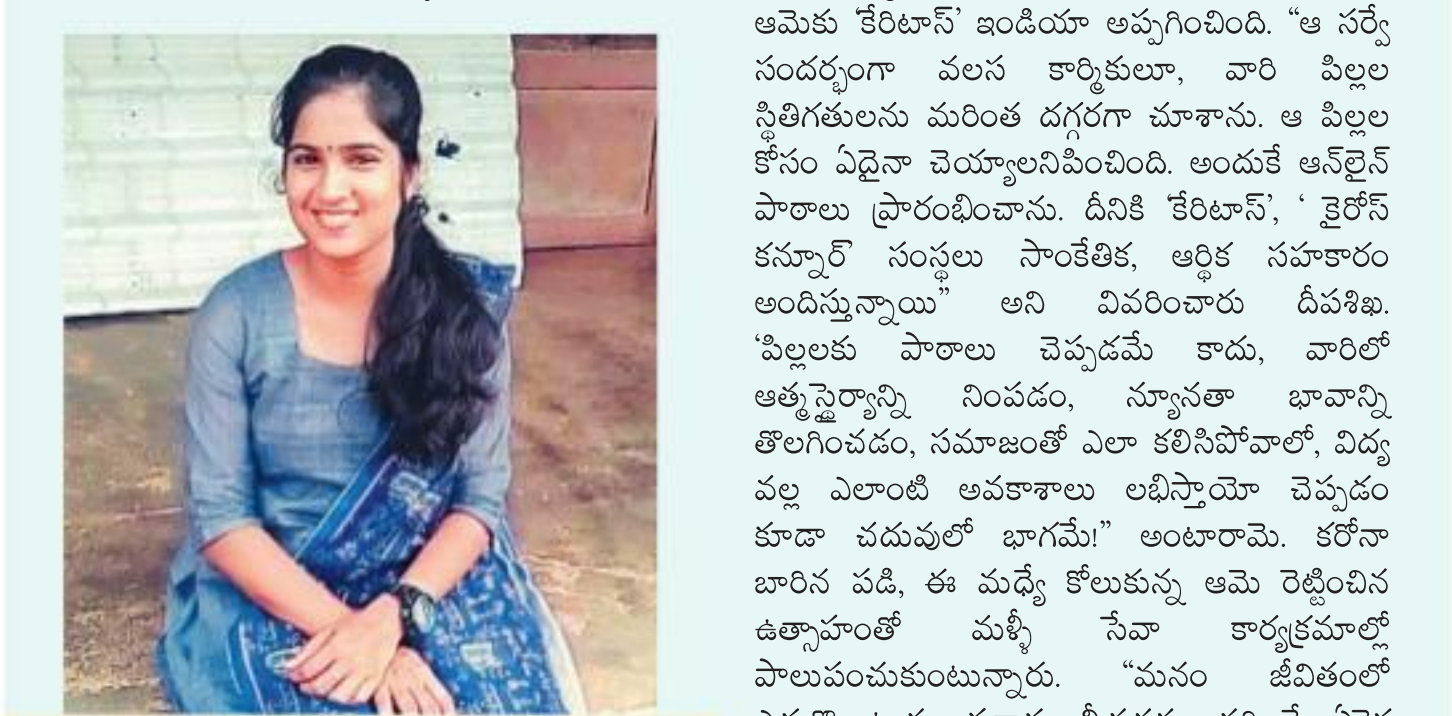 ఆమెకు ‘కేరిటాస్’ ఇండియా అప్పగించింది. “ఆ సర్వే
సందర్భంగా వలస కార్మికులూ, వారి పిల్లల
స్థితిగతులను మరింత దగ్గరగా చూశాను. ఆ పిల్లల
కోసం ఏదైనా చెయ్యాలనిపించింది. అందుకే ఆన్‌లైన్
పాఠాలు ప్రారంభించాను. దీనికి ‘కేరిటాస్’, ‘ కైరోస్
కన్నూర్’ సంస్థలు సాంకేతిక, ఆర్థిక సహకారం
అందిస్తున్నాయి” అని వివరించారు దీపశిఖ.
‘పిల్లలకు పాఠాలు చెప్పడమే కాదు, వారిలో
ఆత్మస్థైర్యాన్ని నింపడం, న్యూనతా భావాన్ని
తొలగించడం, సమాజంతో ఎలా కలిసిపోవాలో, విద్య
వల్ల ఎలాంటి అవకాశాలు లభిస్తాయో చెప్పడం
కూడా చదువులో భాగమే!” అంటారామె. కరోనా
బారిన పడి, ఈ మధ్యే కోలుకున్న ఆమె రెట్టించిన
ఉత్సాహంతో మళ్ళీ సేవా కార్యక్రమాల్లో
పాలుపంచుకుంటున్నారు. “మనం జీవితంలో